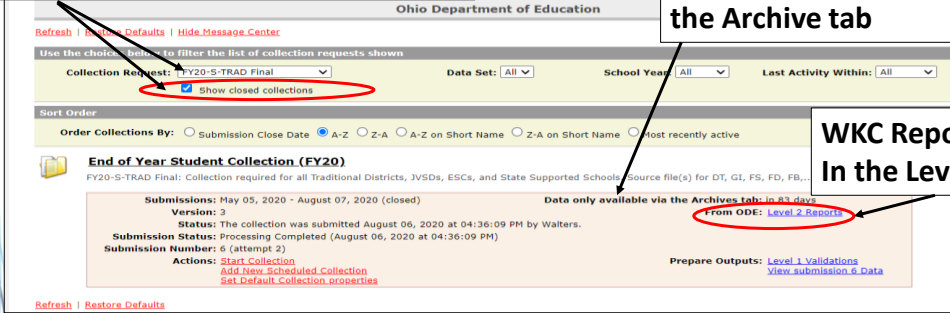 Ohio Department of Education
the Archive tab
Refresh | Restore Defaults | Hide Message Center
Use the choices below to filter the list of collection requests shown
Collection Request: FY20-S-TRAD Final Data Set: All School Year: All Last Activity Within: All
Show closed collections
Sort Order
Order Collections By: Submission Close Date A-Z Z-A A-Z on Short Name Z-A on Short Name Most recently active
WKC Repo
In the Lev
End of Year Student Collection (FY20)
FY20-S-TRAD Final: Collection required for all Traditional Districts, JVSDs, ESCs, and State Supported Schools. Source file(s) for DT, GI, FS, FD, FB,...
Submissions: May 05, 2020 - August 07, 2020 (closed) Data only available via the Archives tab: in 83 days
Version: 3 From ODE: Level 2 Reports
Status: The collection was submitted August 06, 2020 at 04:36:09 PM by Walters.
Submission Status: Processing Completed (August 06, 2020 at 04:36:09 PM)
Submission Number: 6 (attempt 2)
Actions: Start Collection Prepare Outputs: Level 1 Validations
Add New Scheduled Collection View submission 6 Data
Set Default Collection properties
Refresh | Restore Defaults